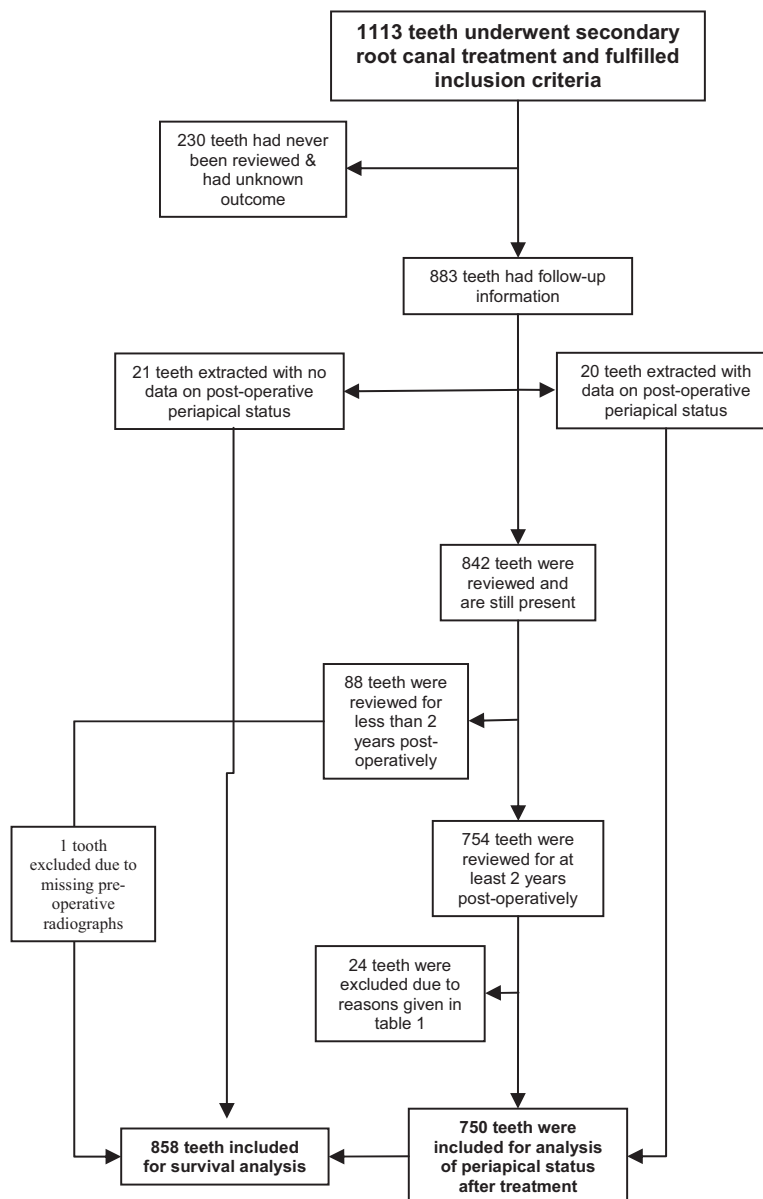 1113 teeth underwent secondary
root canal treatment and fulfilled
inclusion criteria
230 teeth had never
been reviewed &
had unknown
outcome
883 teeth had follow-up
information
21 teeth extracted with no
data on post-operative
periapical status
20 teeth extracted with
data on post-operative
periapical status
842 teeth were
reviewed and
are still present
88 teeth were
reviewed for
less than 2
years post-
operatively
754 teeth were
reviewed for at
least 2 years
post-operatively
1 tooth
excluded due to
missing pre-
operative
radiographs
24 teeth were
excluded due to
reasons given in
table 1
858 teeth included
for survival analysis
750 teeth were
included for analysis
of periapical status
after treatment